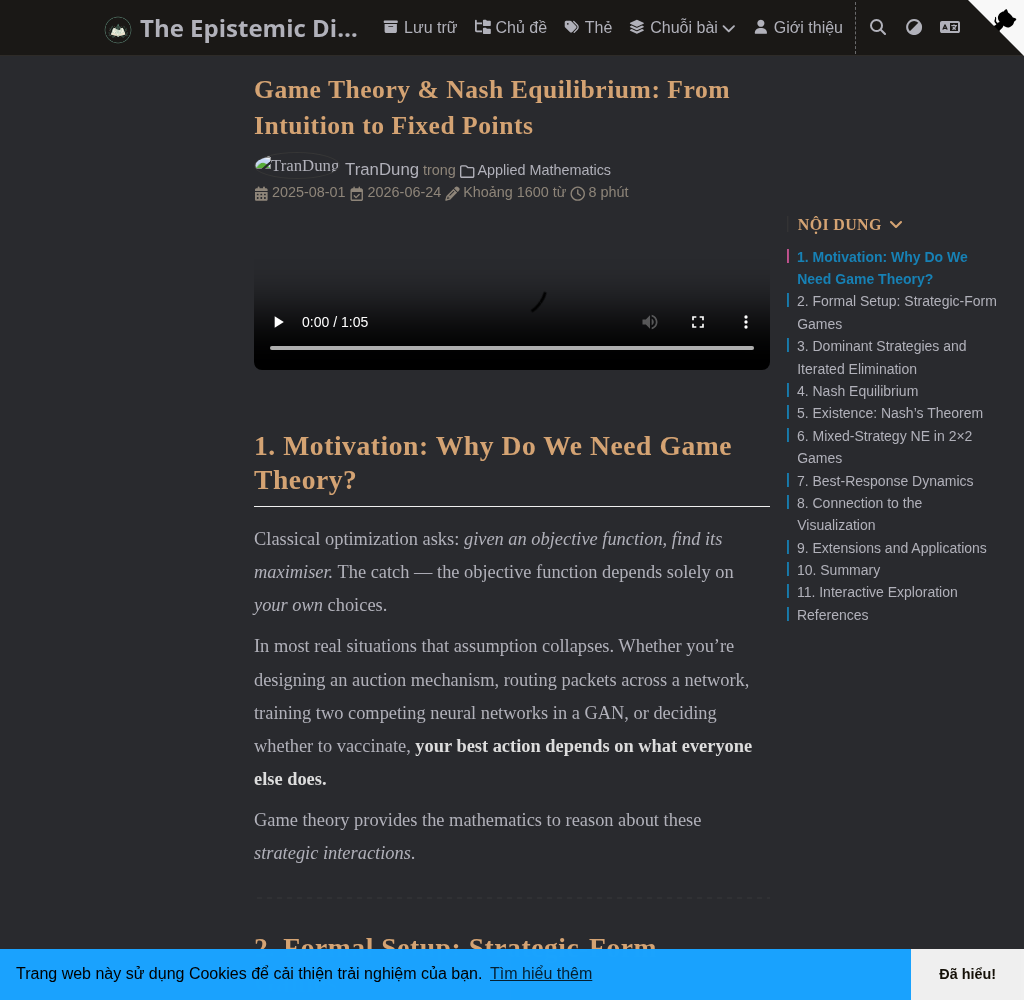 The Epistemic Di...
Lưu trữ
Chủ đề
Thẻ
Chuỗi bài
Giới thiệu
Game Theory & Nash Equilibrium: From
Intuition to Fixed Points
TranDung TranDung trong Applied Mathematics
2025-08-01 2026-06-24 Khoảng 1600 từ 8 phút
0:00 / 1:05
NỘI DUNG
1. Motivation: Why Do We
Need Game Theory?
2. Formal Setup: Strategic-Form
Games
3. Dominant Strategies and
Iterated Elimination
4. Nash Equilibrium
5. Existence: Nash’s Theorem
6. Mixed-Strategy NE in 2×2
Games
7. Best-Response Dynamics
8. Connection to the
Visualization
9. Extensions and Applications
10. Summary
11. Interactive Exploration
References
1. Motivation: Why Do We Need Game
Theory?
Classical optimization asks: given an objective function, find its
maximiser. The catch — the objective function depends solely on
your own choices.
In most real situations that assumption collapses. Whether you’re
designing an auction mechanism, routing packets across a network,
training two competing neural networks in a GAN, or deciding
whether to vaccinate, your best action depends on what everyone
else does.
Game theory provides the mathematics to reason about these
strategic interactions.
2. Formal Setup: Strategic-Form
Trang web này sử dụng Cookies để cải thiện trải nghiệm của bạn. Tìm hiểu thêm
Đã hiểu!